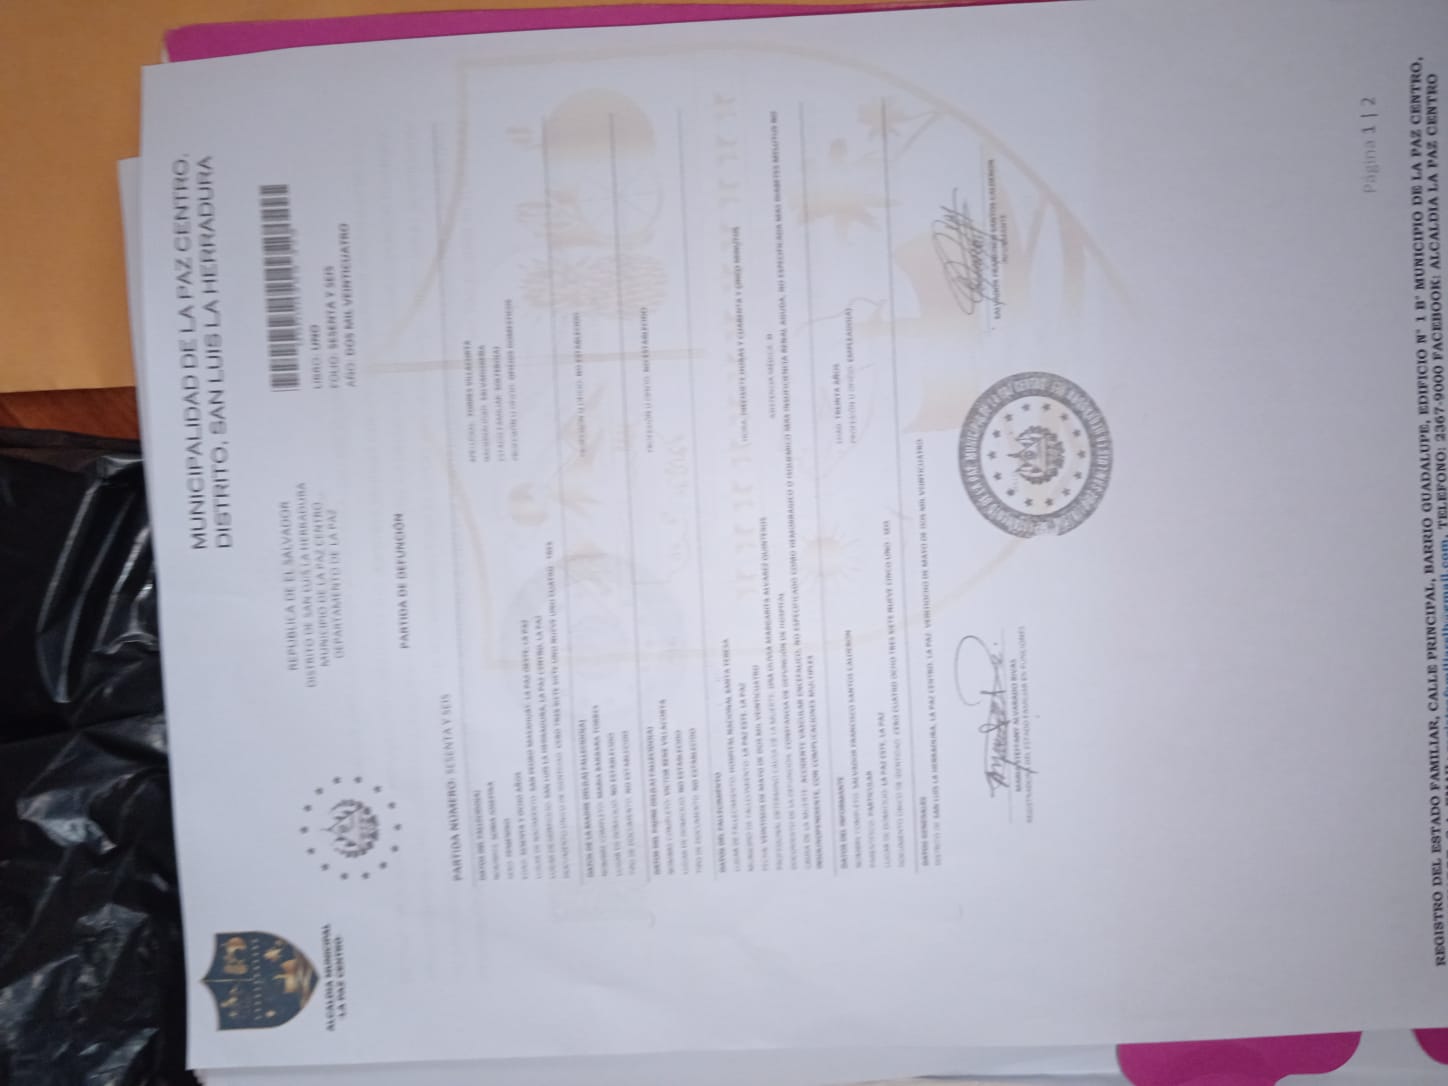 MUNICIPALIDAD DE LA PAZ CENTRO.
DISTRITO, SAN LUIS LA HERRADURA
ALCALDIA MUNICIPAL
LA PAZ CENTRO
REPUBLICA DE EL SALVADOR
DISTRITO DE SAN LUIS LA HERRADURA
MUNICIPIO DE LA PAZ CENTRO
DEPARTAMENTO DE LA PAZ
LIBRO: UNO
FOLIO: SESENTA Y SEIS
AÑO: DOS MIL VEINTICUATRO
PARTIDA DE DEFUNCIÓN
PARTIDA NÚMERO: SESENTA Y SEIS
DATOS DEL FALLECIDO(A)
NOMBRES: SONIA JOSEFINA
APELLIDOS: TORRES VILLACORTA
SEXO: FEMENINO
NACIONALIDAD: SALVADOREÑA
EDAD: SESENTA Y OCHO AÑOS
ESTADO FAMILIAR: SOLTERO(A)
LUGAR DE NACIMIENTO: SAN PEDRO MASAHUAT, LA PAZ OESTE, LA PAZ
PROFESIÓN U OFICIO: OFICIOS DOMESTICOS
LUGAR DE DOMICILIO: SAN LUIS LA HERRADURA, LA PAZ CENTRO, LA PAZ
DOCUMENTO ÚNICO DE IDENTIDAD: CERO TRES SIETE SIETE UNO NUEVE UNO CUATRO - TRES
DATOS DE LA MADRE DEL(LA) FALLECIDO(A)
NOMBRE COMPLETO: MARIA BARBARA TORRES
PROFESIÓN U OFICIO: NO ESTABLECIDO
LUGAR DE DOMICILIO: NO ESTABLECIDO
TIPO DE DOCUMENTO: NO ESTABLECIDO
DATOS DEL PADRE DEL(LA) FALLECIDO(A)
NOMBRE COMPLETO: VICTOR RENE VILLACORTA
PROFESIÓN U OFICIO: NO ESTABLECIDO
LUGAR DE DOMICILIO: NO ESTABLECIDO
TIPO DE DOCUMENTO: NO ESTABLECIDO
DATOS DEL FALLECIMIENTO
LUGAR DE FALLECIMIENTO: HOSPITAL NACIONAL SANTA TERESA
MUNICIPIO DE FALLECIMIENTO: LA PAZ ESTE, LA PAZ
FECHA: DE MAYO DE DOS MIL VEINTICUATRO
HORA: DIECISIETE HORAS Y CUARENTA Y CINCO MINUTOS
PROFESIONAL DETERMINÓ CAUSA DE LA MUERTE: DRA OLIVIA MARGARITA ALVAREZ QUINTEROS
DOCUMENTO DE LA DEFUNCION: CONSTANCIA DE DEFUNCIÓN DE HOSPITAL
ASISTENCIA MÉDICA: SI
CAUSA DE LA MUERTE: ACCIDENTE VASCULAR ENCEFALICO, NO ESPECIFICADO COMO HEMORRAGICO O ISQUEMICO MAS INSUFICIENCIA RENAL AGUDA, NO ESPECIFICADA MAS DIABETES MELLITUS NO
INSULINODEPENDIENTE, CON COMPLICACIONES MULTIPLES
DATOS DEL INFORMANTE
NOMBRE COMPLETO: SALVADOR FRANCISCO SANTOS CALDERON
EDAD: TREINTA AÑOS
PARENTESCO: PARTICULAR
PROFESIÓN U OFICIO: EMPLEADO(A)
LUGAR DE DOMICILIO: LA PAZ ESTE, LA PAZ
DOCUMENTO ÚNICO DE IDENTIDAD: CERO CUATRO OCHO TRES SIETE NUEVE CINCO UNO - SEIS
DATOS GENERALES
DISTRITO DE SAN LUIS LA HERRADURA, LA PAZ CENTRO, LA PAZ, VEINTIOCHO DE MAYO DE DOS MIL VEINTICUATRO
MARIA STEFFANY ALVARADO RIVAS
REGISTRADORA DEL ESTADO FAMILIAR EN FUNCIONES
SALVADOR FRANCISCO SANTOS CALDERON
INFORMANTE
Página 1 | 2
REGISTRO DEL ESTADO FAMILIAR, CALLE PRINCIPAL, BARRIO GUADALUPE, EDIFICIO N° 1 B° MUNICIPIO DE LA PAZ CENTRO,
TELEFONO: 2367-9000 FACEBOOK: ALCALDIA LA PAZ CENTRO